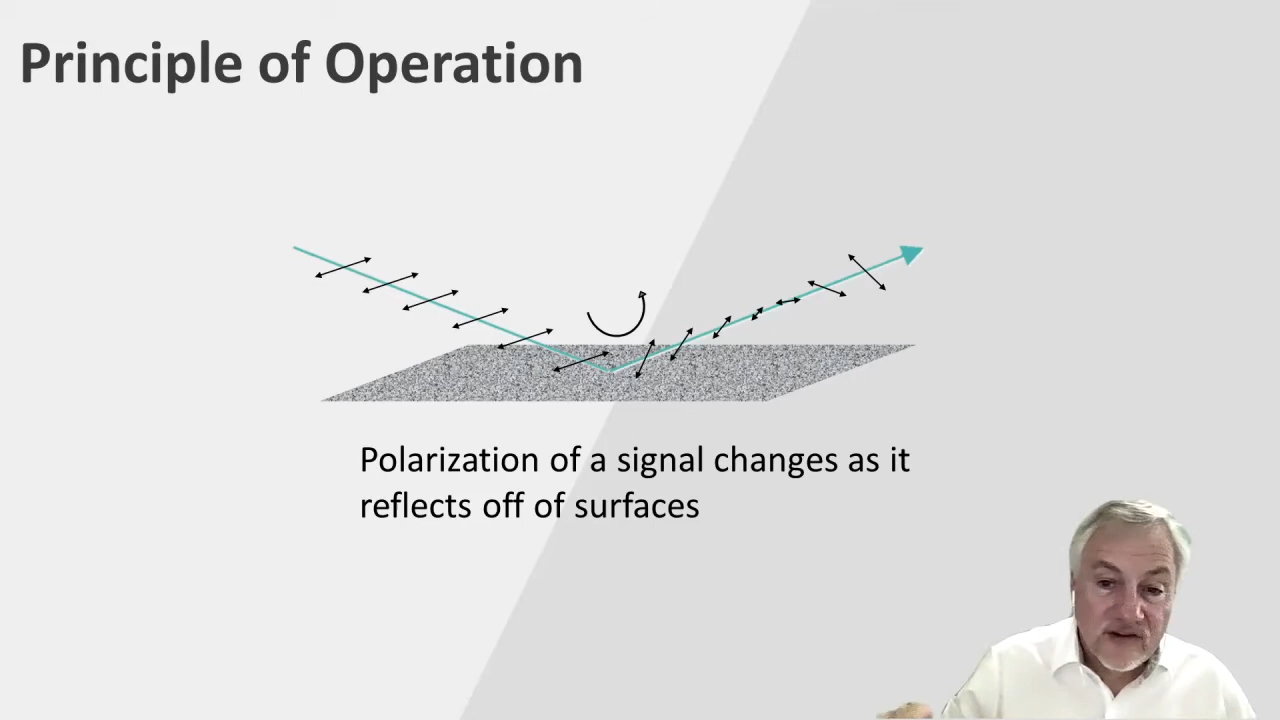 Principle of Operation
Polarization of a signal changes as it
reflects off of surfaces